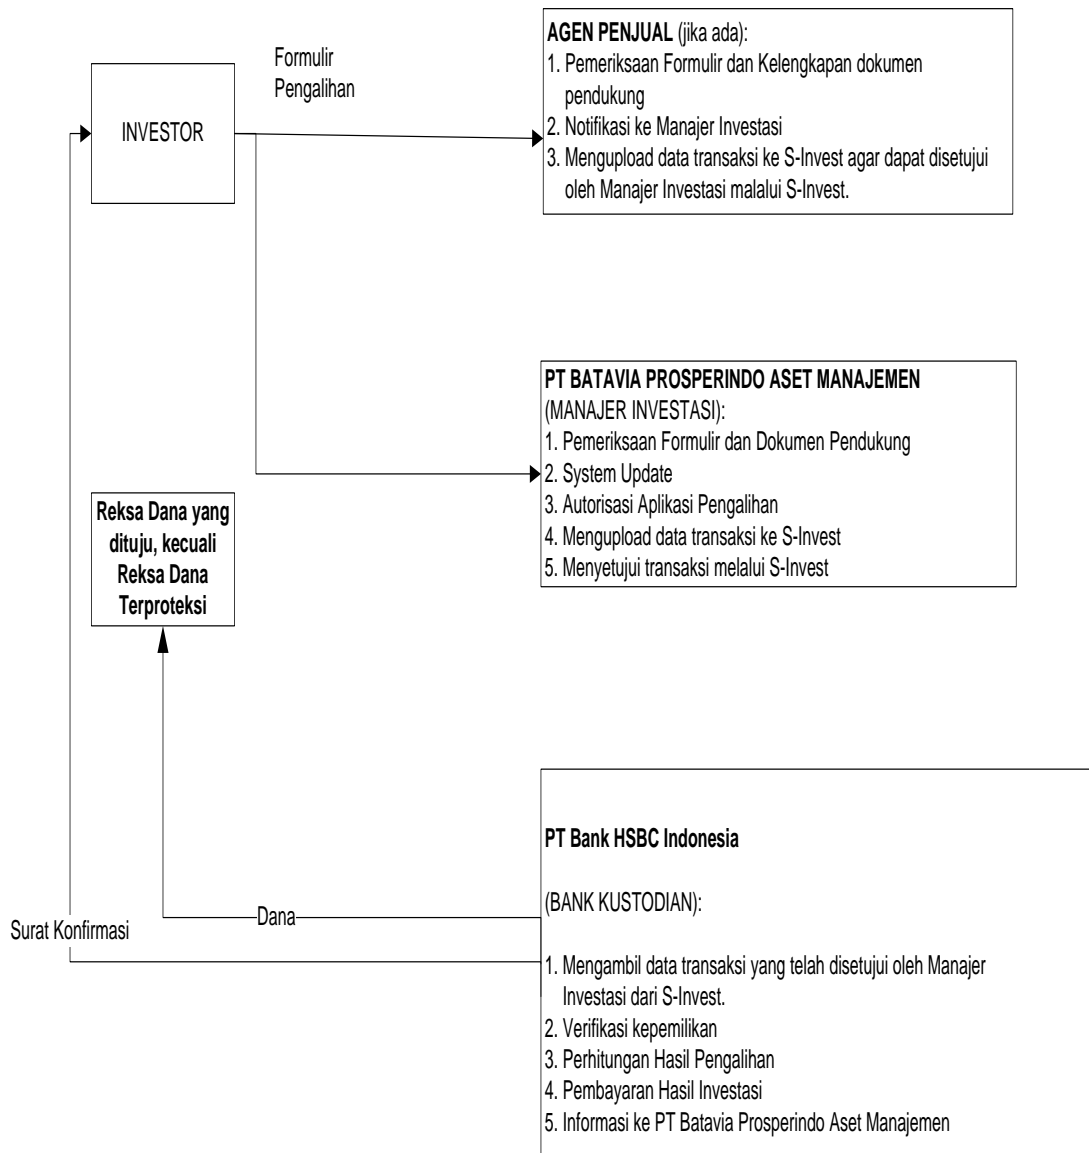 Formulir
Pengalihan
INVESTOR
AGEN PENJUAL (jika ada):
1. Pemeriksaan Formulir dan Kelengkapan dokumen
pendukung
2. Notifikasi ke Manajer Investasi
3. Mengupload data transaksi ke S-Invest agar dapat disetujui
oleh Manajer Investasi malalui S-Invest.
PT BATAVIA PROSPERINDO ASET MANAJEMEN
(MANAJER INVESTASI):
1. Pemeriksaan Formulir dan Dokumen Pendukung
2. System Update
3. Autorisasi Aplikasi Pengalihan
4. Mengupload data transaksi ke S-Invest
5. Menyetujui transaksi melalui S-Invest
Reksa Dana yang
dituju, kecuali
Reksa Dana
Terproteksi
PT Bank HSBC Indonesia
(BANK KUSTODIAN):
1. Mengambil data transaksi yang telah disetujui oleh Manajer
Investasi dari S-Invest.
2. Verifikasi kepemilikan
3. Perhitungan Hasil Pengalihan
4. Pembayaran Hasil Investasi
5. Informasi ke PT Batavia Prosperindo Aset Manajemen
Dana
Surat Konfirmasi